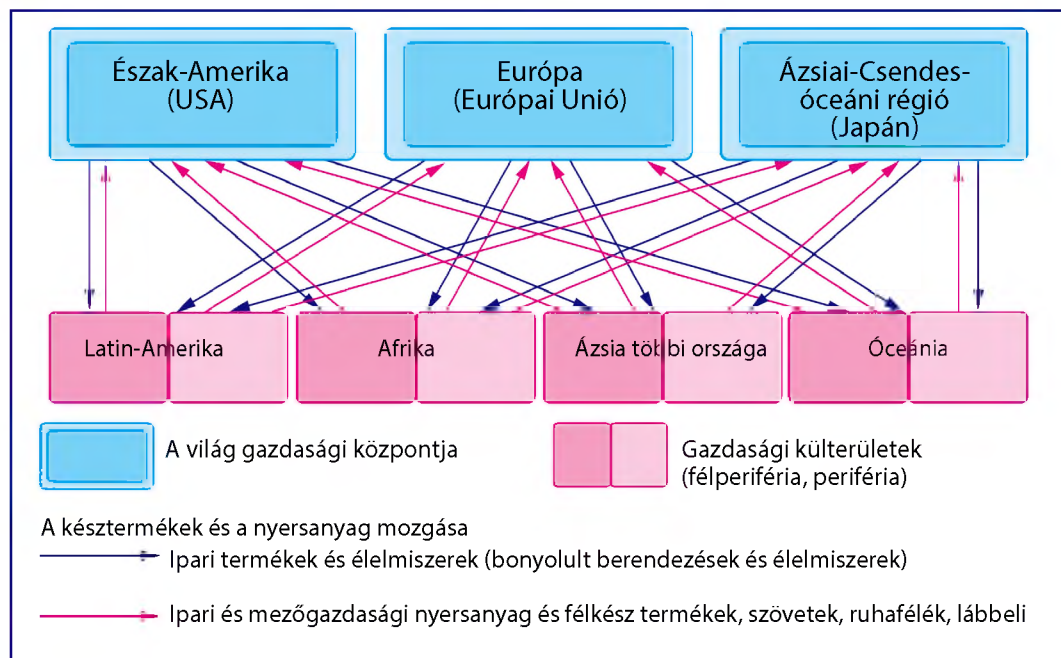 Észak-Amerika
(USA)
Európa
(Európai Unió)
Ázsiai-Csendes-
óceáni régió
(Japán)
Latin-Amerika
Afrika
Ázsia többi országa
Óceánia
A világ gazdasági központja
Gazdasági külterületek
(félperiféria, periféria)
A késztermékek és a nyersanyag mozgása
Ipari termékek és élelmiszerek (bonyolult berendezések és élelmiszerek)
Ipari és mezőgazdasági nyersanyag és félkész termékek, szövetek, ruhafélék, lábbeli